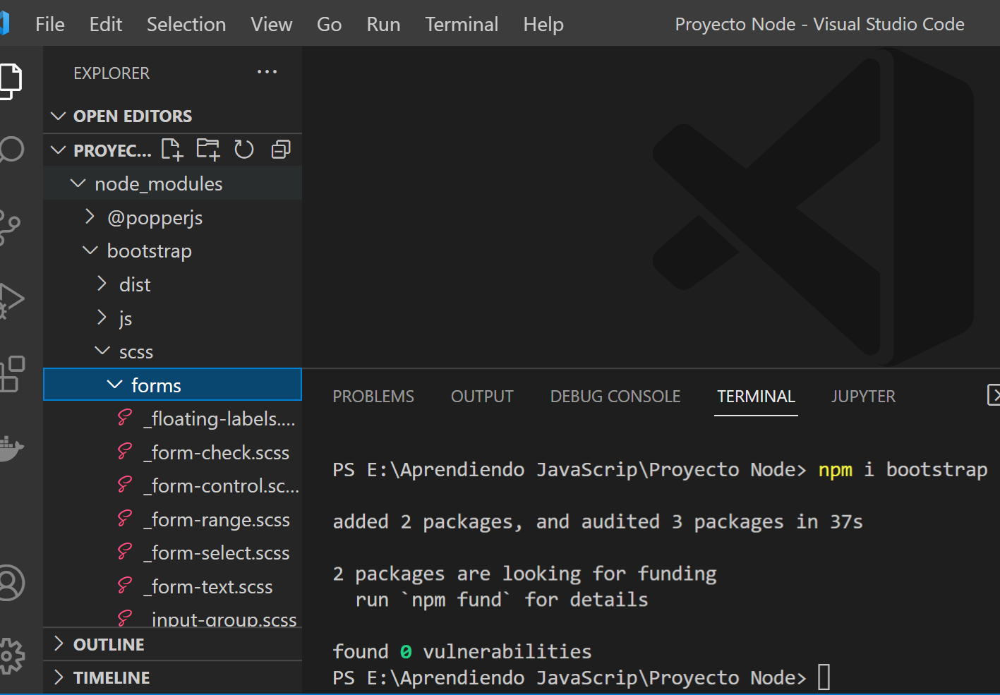 File Edit Selection View Go Run Terminal Help Proyecto Node - Visual Studio Code
EXPLORER ...
OPEN EDITORS
PROYEC...
node_modules
@popperjs
bootstrap
dist
js
scss
forms
_floating-labels....
_form-check.scss
_form-control.sc...
_form-range.scss
_form-select.scss
_form-text.scss
_input-group.scss
OUTLINE
TIMELINE
PROBLEMS OUTPUT DEBUG CONSOLE TERMINAL JUPYTER
PS E:\Aprendiendo JavaScrip\Proyecto Node> npm i bootstrap
added 2 packages, and audited 3 packages in 37s
2 packages are looking for funding
run `npm fund` for details
found 0 vulnerabilities
PS E:\Aprendiendo JavaScrip\Proyecto Node>